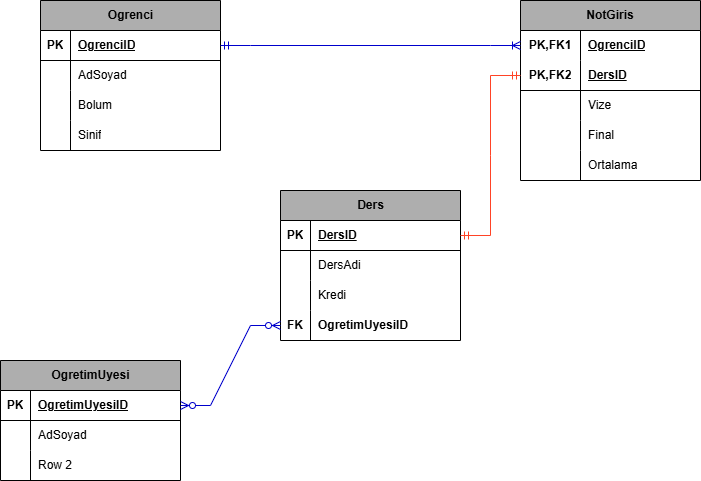 Ogrenci
PK OgrenciID
AdSoyad
Bolum
Sinif
NotGiris
PK,FK1 OgrenciID
PK,FK2 DersID
Vize
Final
Ortalama
Ders
PK DersID
DersAdi
Kredi
FK OgretimUyesiID
OgretimUyesi
PK OgretimUyesiID
AdSoyad
Row 2